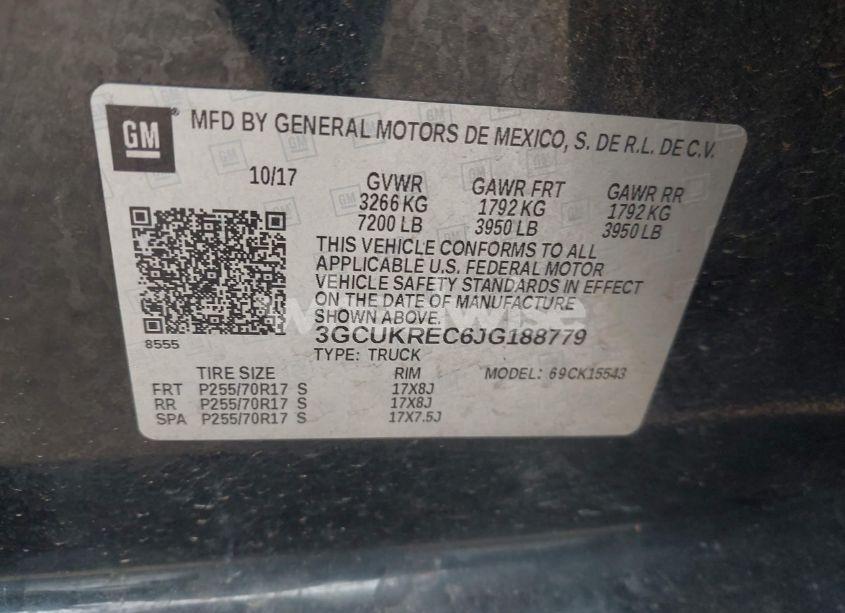 GM ® MFD BY GENERAL MOTORS DE MEXICO, S. DE R.L. DE C.V.
10/17 GVWR GAWR FRT GAWR RR
3266 KG 1792 KG 1792 KG
7200 LB 3950 LB 3950 LB
THIS VEHICLE CONFORMS TO ALL
APPLICABLE U.S. FEDERAL MOTOR
VEHICLE SAFETY STANDARDS IN EFFECT
ON THE DATE OF MANUFACTURE
SHOWN ABOVE.
3GCUKREC6JG188779
8555 TYPE: TRUCK
TIRE SIZE RIM MODEL: 69CK15543
FRT P255/70R17 S 17X8J
RR P255/70R17 S 17X8J
SPA P255/70R17 S 17X7.5J